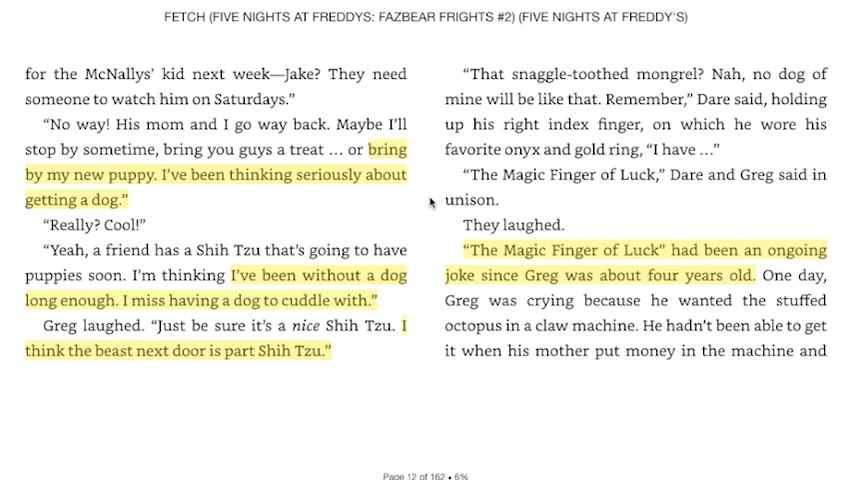 FETCH (FIVE NIGHTS AT FREDDYS: FAZBEAR FRIGHTS #2) (FIVE NIGHTS AT FREDDY'S)
for the McNallys’ kid next week—Jake? They need
someone to watch him on Saturdays.”
“No way! His mom and I go way back. Maybe I’ll
stop by sometime, bring you guys a treat … or bring
by my new puppy. I’ve been thinking seriously about
getting a dog.”
“Really? Cool!”
“Yeah, a friend has a Shih Tzu that’s going to have
puppies soon. I’m thinking I’ve been without a dog
long enough. I miss having a dog to cuddle with.”
Greg laughed. “Just be sure it’s a nice Shih Tzu. I
think the beast next door is part Shih Tzu.”
“That snaggle-toothed mongrel? Nah, no dog of
mine will be like that. Remember,” Dare said, holding
up his right index finger, on which he wore his
favorite onyx and gold ring, “I have …”
“The Magic Finger of Luck,” Dare and Greg said in
unison.
They laughed.
“The Magic Finger of Luck” had been an ongoing
joke since Greg was about four years old. One day,
Greg was crying because he wanted the stuffed
octopus in a claw machine. He hadn’t been able to get
it when his mother put money in the machine and
Page 12 of 162 • 6%